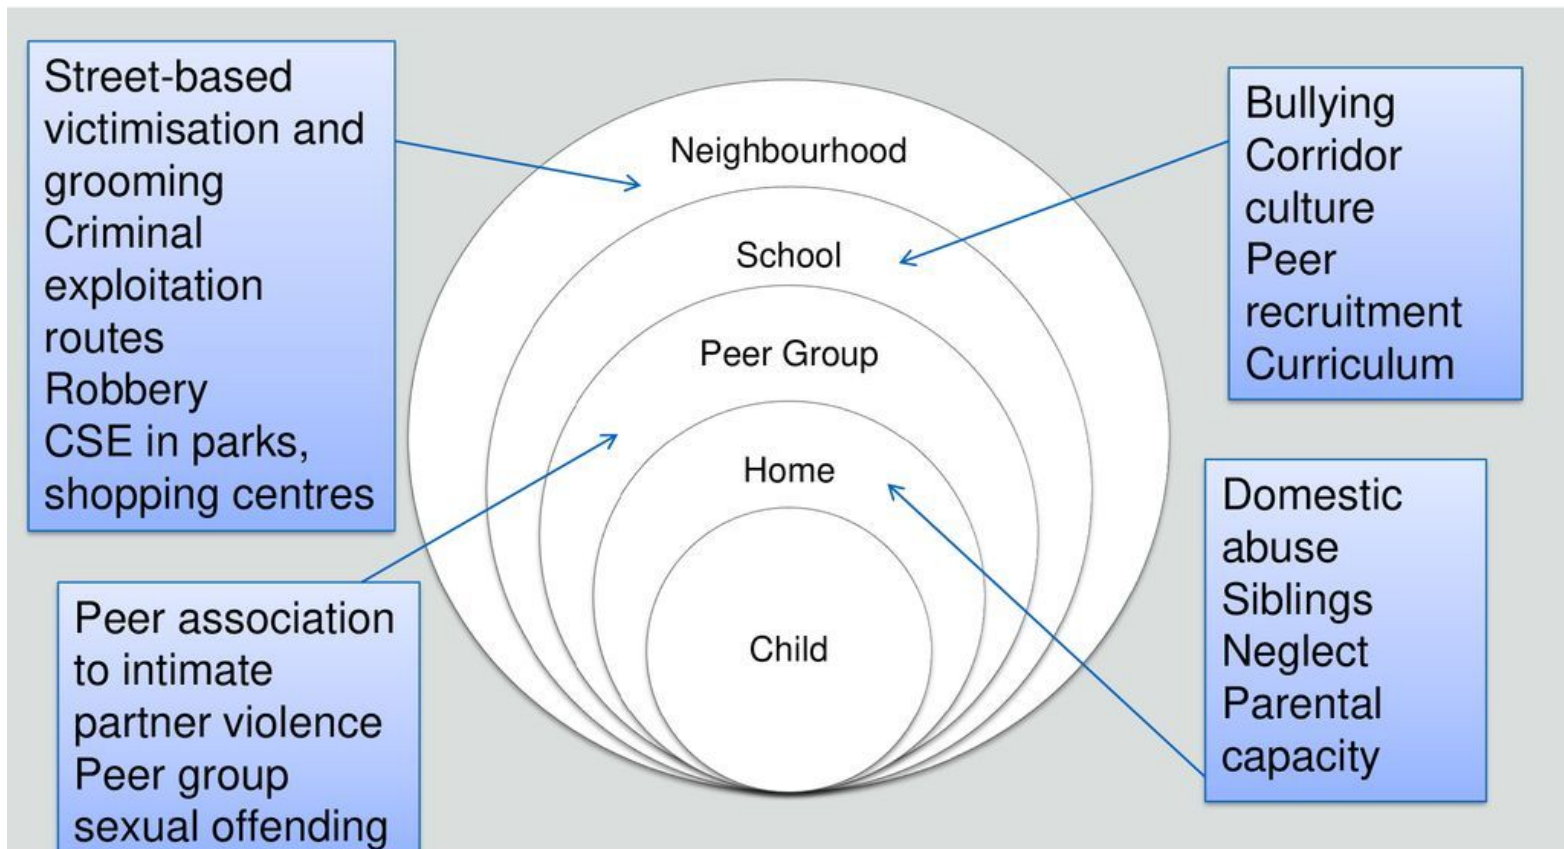 Street-based
victimisation and
grooming
Criminal
exploitation
routes
Robbery
CSE in parks,
shopping centres
Peer association
to intimate
partner violence
Peer group
sexual offending
Neighbourhood
School
Peer Group
Home
Child
Bullying
Corridor
culture
Peer
recruitment
Curriculum
Domestic
abuse
Siblings
Neglect
Parental
capacity